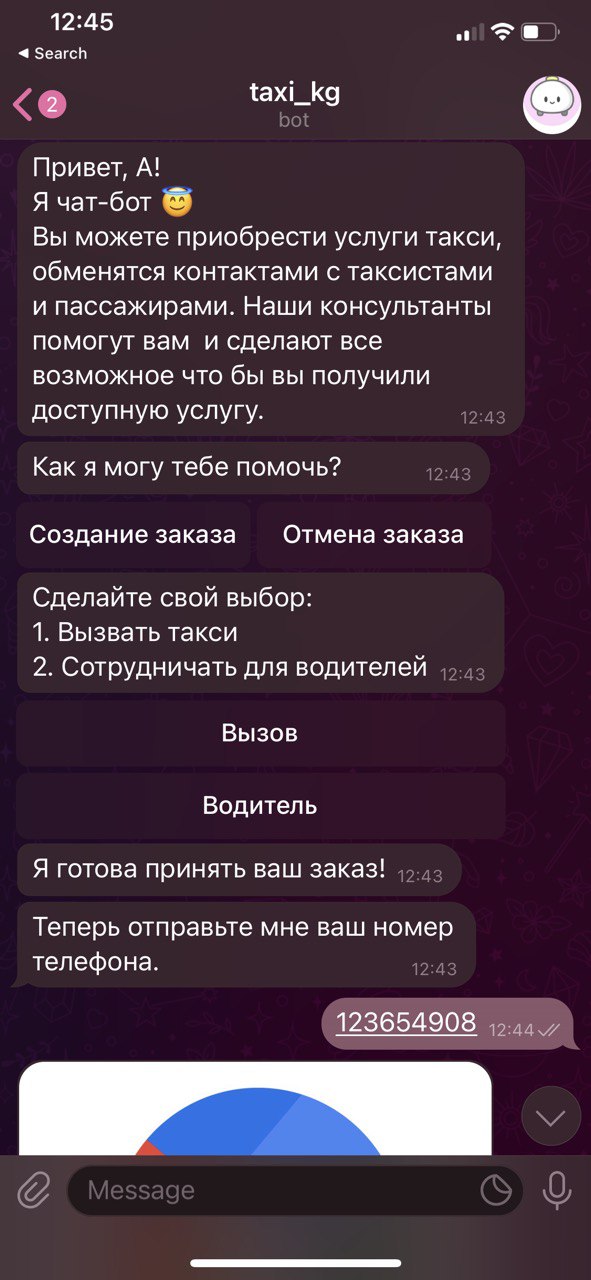 12:45
◀ Search
2
taxi_kg
bot
Привет, А!
Я чат-бот 😇
Вы можете приобрести услуги такси,
обменятся контактами с таксистами
и пассажирами. Наши консультанты
помогут вам  и сделают все
возможное что бы вы получили
доступную услугу. 12:43
Как я могу тебе помочь? 12:43
Создание заказа Отмена заказа
Сделайте свой выбор:
1. Вызвать такси
2. Сотрудничать для водителей 12:43
Вызов
Водитель
Я готова принять ваш заказ! 12:43
Теперь отправьте мне ваш номер
телефона. 12:43
123654908 12:44
Message